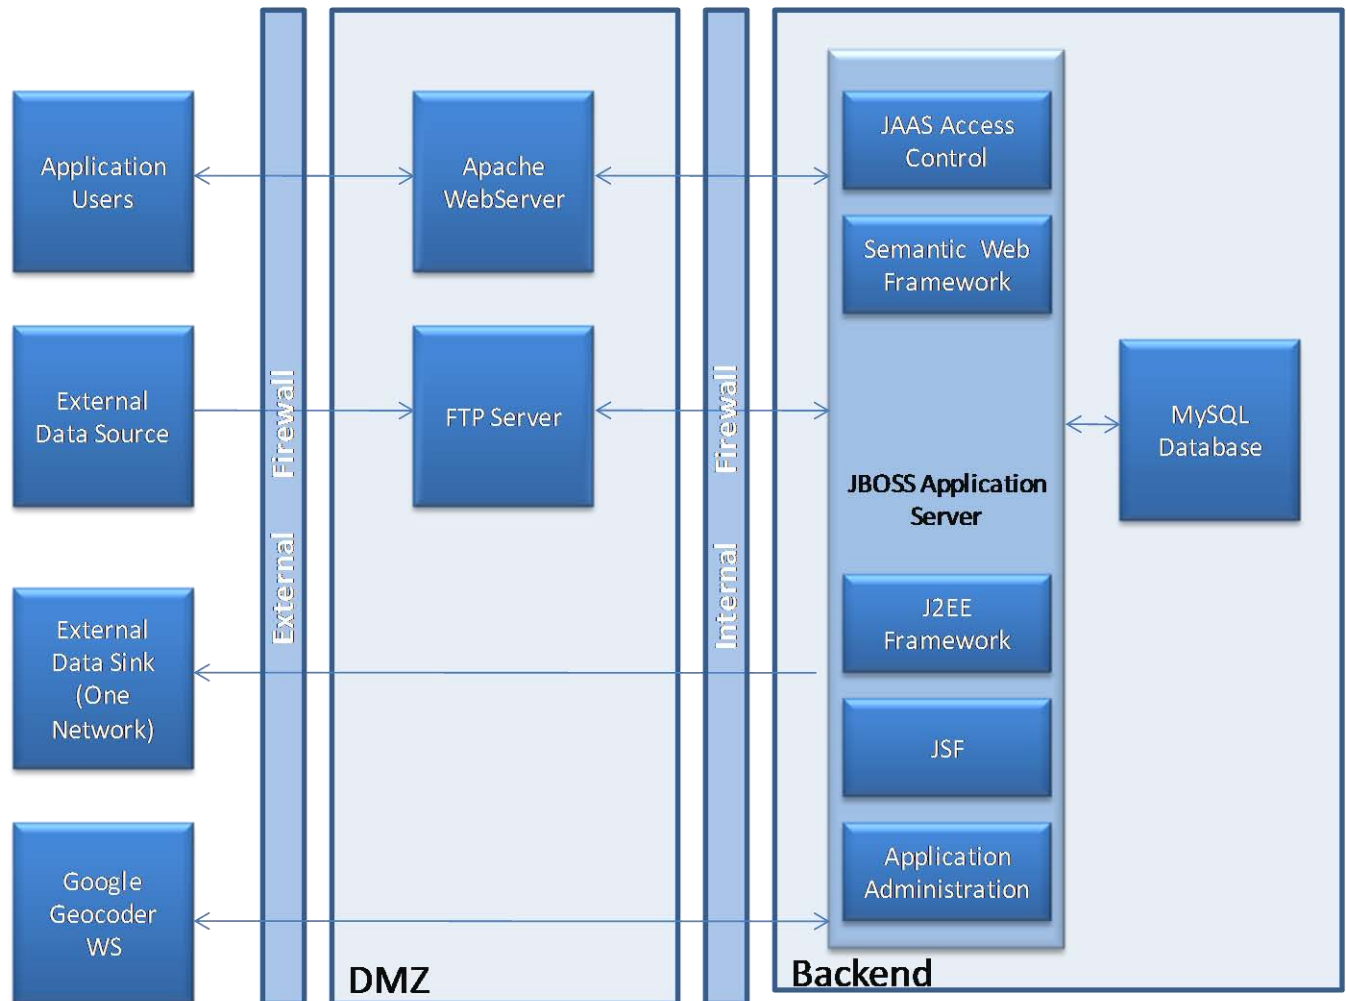 Application
Users
External
Data Source
External
Data Sink
(One
Network)
Google
Geocoder
WS
External Firewall
Apache
WebServer
FTP Server
DMZ
Internal Firewall
JAAS Access
Control
Semantic Web
Framework
JBOSS Application
Server
J2EE
Framework
JSF
Application
Administration
MySQL
Database
Backend